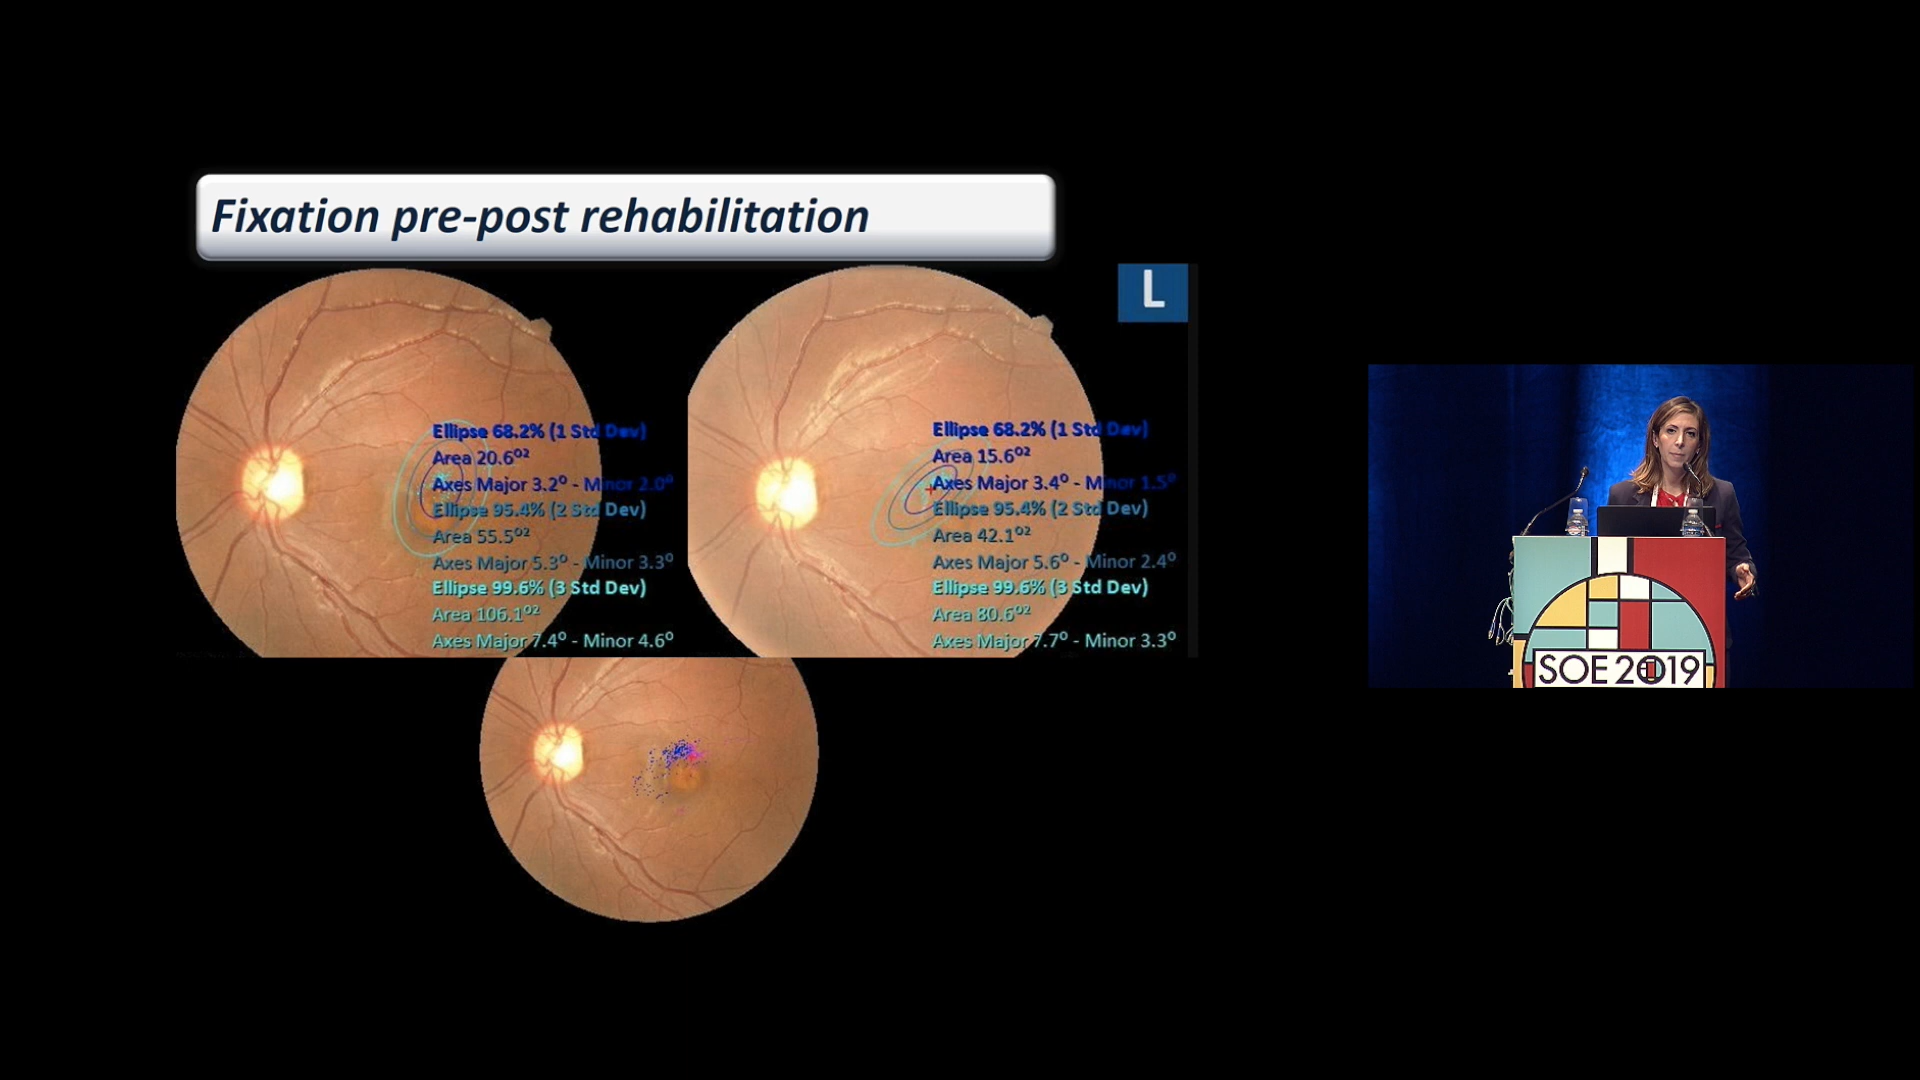 Fixation pre-post rehabilitation
L
Ellipse 68.2% (1 Std Dev)
Area 20.6º²
Axes Major 3.2º - Minor 2.0º
Ellipse 95.4% (2 Std Dev)
Area 55.5º²
Axes Major 5.3º - Minor 3.3º
Ellipse 99.6% (3 Std Dev)
Area 106.1º²
Axes Major 7.4º - Minor 4.6º
Ellipse 68.2% (1 Std Dev)
Area 15.6º²
Axes Major 3.4º - Minor 1.5º
Ellipse 95.4% (2 Std Dev)
Area 42.1º²
Axes Major 5.6º - Minor 2.4º
Ellipse 99.6% (3 Std Dev)
Area 80.6º²
Axes Major 7.7º - Minor 3.3º
SOE 2019